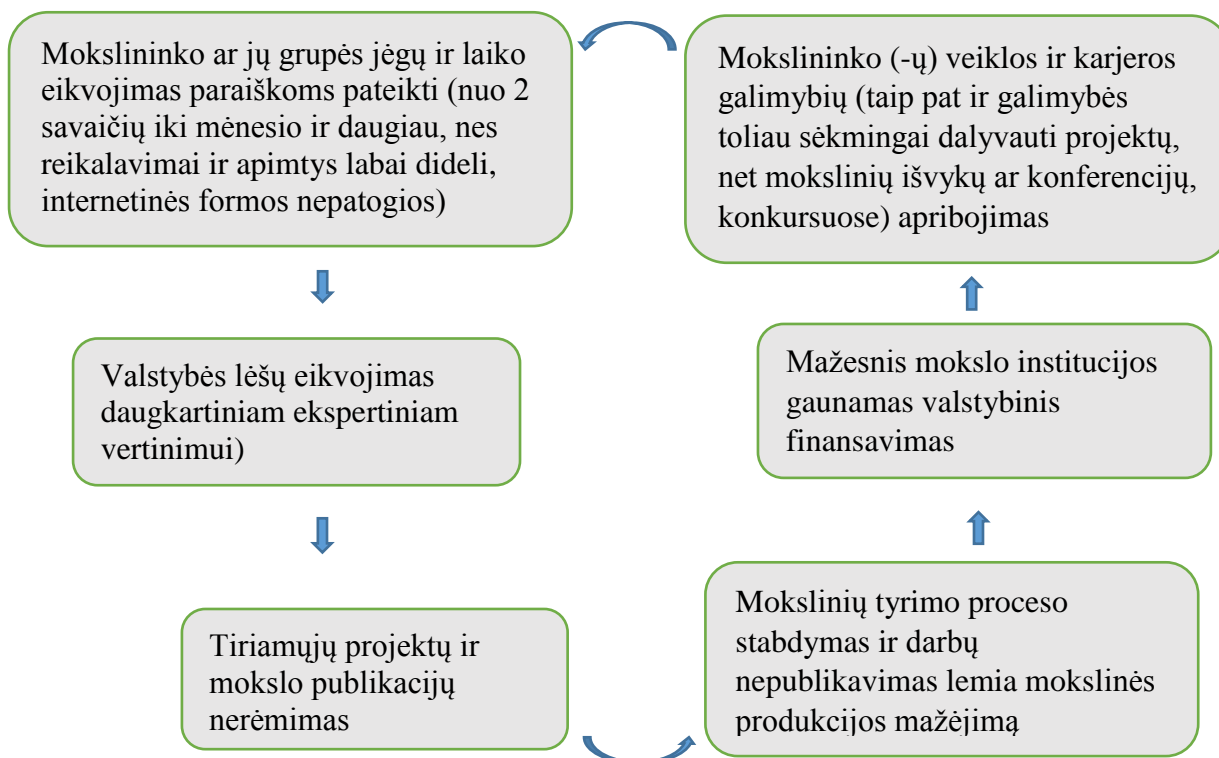 Mokslininko ar jų grupės jėgų ir laiko
eikvojimas paraiškoms pateikti (nuo 2
savaičių iki mėnesio ir daugiau, nes
reikalavimai ir apimtys labai dideli,
internetinės formos nepatogios)
Valstybės lėšų eikvojimas
daugkartiniam ekspertiniam
vertinimui)
Tiriamųjų projektų ir
mokslo publikacijų
nerėmimas
Mokslinių tyrimo proceso
stabdymas ir darbų
nepublikavimas lemia mokslinės
produkcijos mažėjimą
Mažesnis mokslo institucijos
gaunamas valstybinis
finansavimas
Mokslininko (-ų) veiklos ir karjeros
galimybių (taip pat ir galimybės
toliau sėkmingai dalyvauti projektų,
net mokslinių išvykų ar konferencijų,
konkursuose) apribojimas